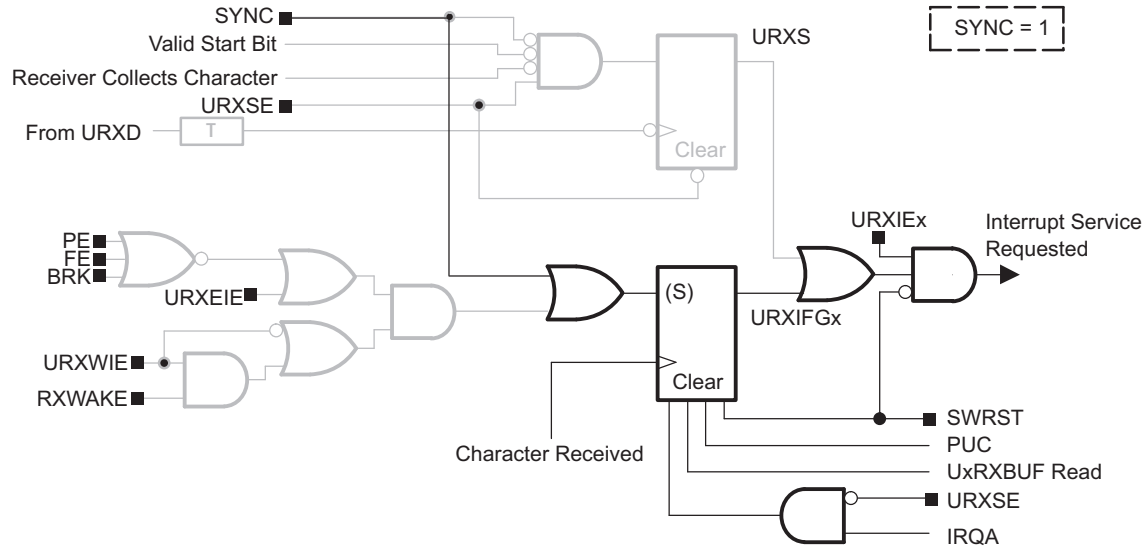 SYNC
SYNC = 1
Valid Start Bit
URXS
Receiver Collects Character
URXSE
From URXD
T
Clear
PE
FE
BRK
URXEIE
URXWIE
RXWAKE
(S)
Clear
URXIFGx
URXIEx
Interrupt Service
Requested
Character Received
SWRST
PUC
UxRXBUF Read
URXSE
IRQA